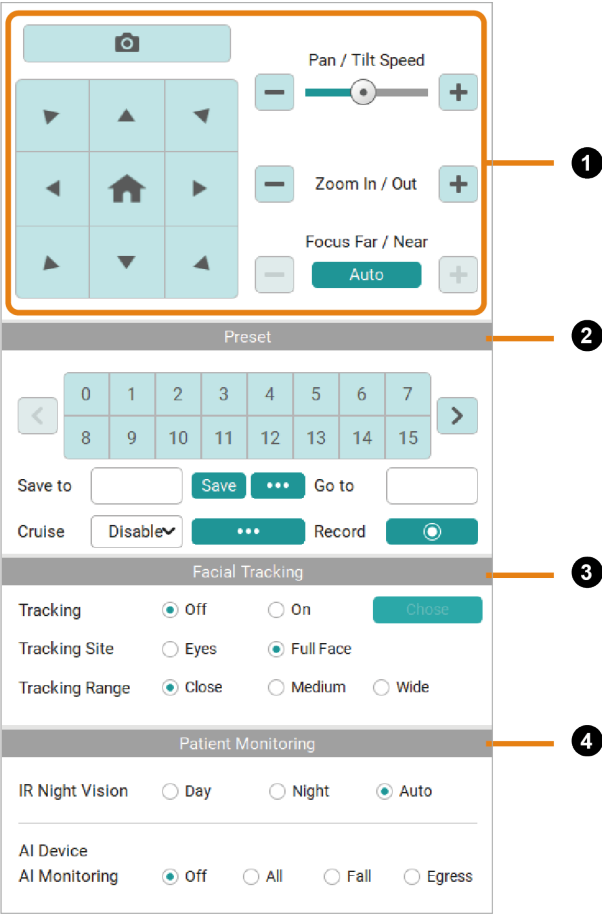 Pan / Tilt Speed
1
Zoom In / Out
Focus Far / Near
Auto
Preset
2
0 1 2 3 4 5 6 7
8 9 10 11 12 13 14 15
Save to Save Go to
Cruise Disable Record
Facial Tracking
3
Tracking Off On Chose
Tracking Site Eyes Full Face
Tracking Range Close Medium Wide
Patient Monitoring
4
IR Night Vision Day Night Auto
AI Device
AI Monitoring Off All Fall Egress